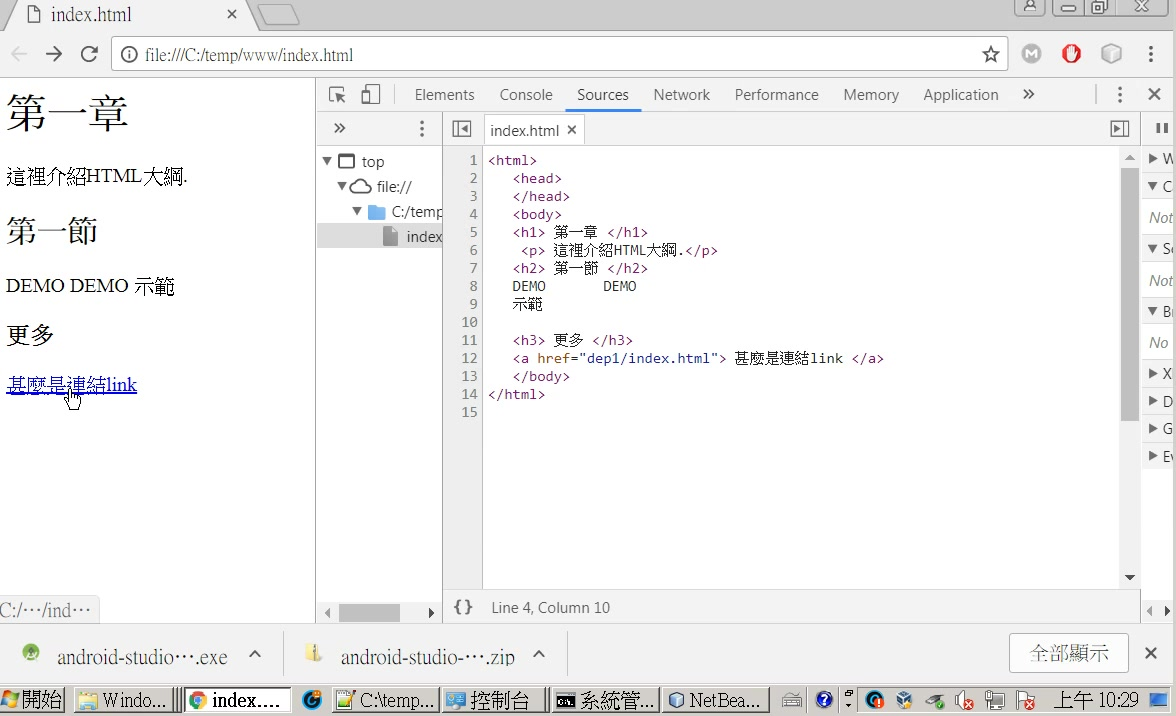 index.html
file:///C:/temp/www/index.html
第一章
這裡介紹HTML大綱.
第一節
DEMO DEMO 示範
更多
甚麼是連結link
C:/…/ind…
Elements Console Sources Network Performance Memory Application »
» index.html
top
file://
C:/temp
index
1 <html>
2 <head>
3 </head>
4 <body>
5 <h1> 第一章 </h1>
6 <p> 這裡介紹HTML大綱.</p>
7 <h2> 第一節 </h2>
8 DEMO DEMO
9 示範
10
11 <h3> 更多 </h3>
12 <a href="dep1/index.html"> 甚麼是連結link </a>
13 </body>
14 </html>
15
{} Line 4, Column 10
W
C
Not
Sc
Not
Br
No
X
D
G
Ev
android-studio….exe android-studio-….zip 全部顯示
開始 Windo... index.... C:\temp... 控制台 系統管... NetBea... 上午 10:29